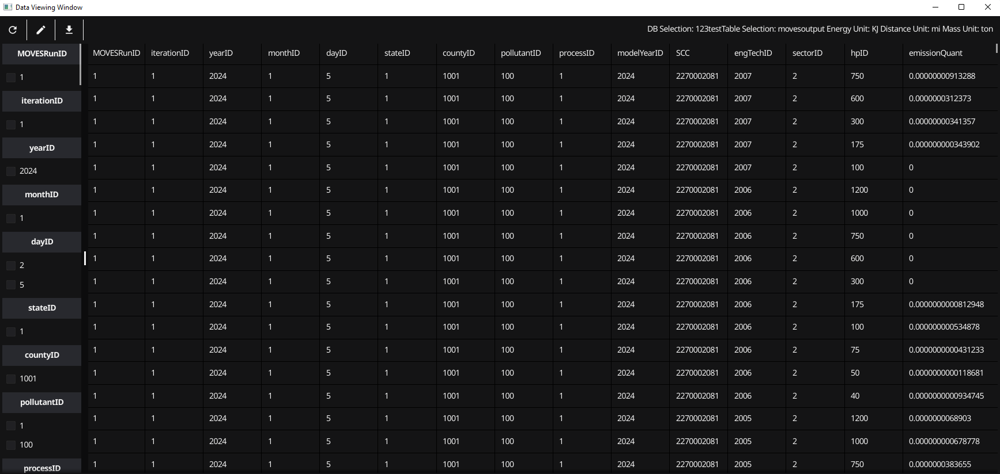 Data Viewing Window
DB Selection: 123testTable Selection: movesoutput Energy Unit: KJ Distance Unit: mi Mass Unit: ton
MOVESRunID
1
iterationID
1
yearID
2024
monthID
1
dayID
2
5
stateID
1
countyID
1001
pollutantID
1
100
processID
MOVESRunID iterationID yearID monthID dayID stateID countyID pollutantID processID modelYearID SCC engTechID sectorID hpID emissionQuant
1 1 2024 1 5 1 1001 100 1 2024 2270002081 2007 2 750 0.00000000913288
1 1 2024 1 5 1 1001 100 1 2024 2270002081 2007 2 600 0.0000000312373
1 1 2024 1 5 1 1001 100 1 2024 2270002081 2007 2 300 0.00000000341357
1 1 2024 1 5 1 1001 100 1 2024 2270002081 2007 2 175 0.000000000343902
1 1 2024 1 5 1 1001 100 1 2024 2270002081 2007 2 100 0
1 1 2024 1 5 1 1001 100 1 2024 2270002081 2006 2 1200 0
1 1 2024 1 5 1 1001 100 1 2024 2270002081 2006 2 1000 0
1 1 2024 1 5 1 1001 100 1 2024 2270002081 2006 2 750 0
1 1 2024 1 5 1 1001 100 1 2024 2270002081 2006 2 600 0
1 1 2024 1 5 1 1001 100 1 2024 2270002081 2006 2 300 0
1 1 2024 1 5 1 1001 100 1 2024 2270002081 2006 2 175 0.0000000000812948
1 1 2024 1 5 1 1001 100 1 2024 2270002081 2006 2 100 0.000000000534878
1 1 2024 1 5 1 1001 100 1 2024 2270002081 2006 2 75 0.0000000000431233
1 1 2024 1 5 1 1001 100 1 2024 2270002081 2006 2 50 0.0000000000118681
1 1 2024 1 5 1 1001 100 1 2024 2270002081 2006 2 40 0.0000000000934745
1 1 2024 1 5 1 1001 100 1 2024 2270002081 2005 2 1200 0.0000000068903
1 1 2024 1 5 1 1001 100 1 2024 2270002081 2005 2 1000 0.000000000678778
1 1 2024 1 5 1 1001 100 1 2024 2270002081 2005 2 750 0.0000000383655